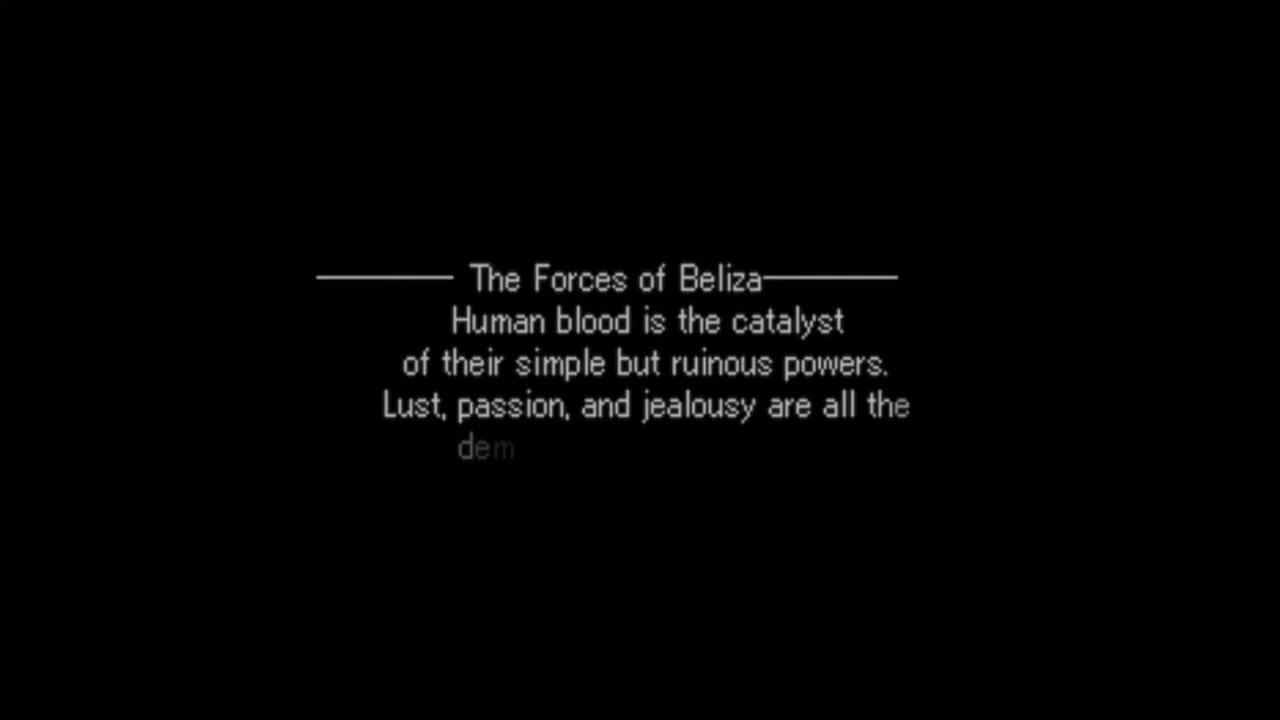 The Forces of Beliza
Human blood is the catalyst
of their simple but ruinous powers.
Lust, passion, and jealousy are all the
dem